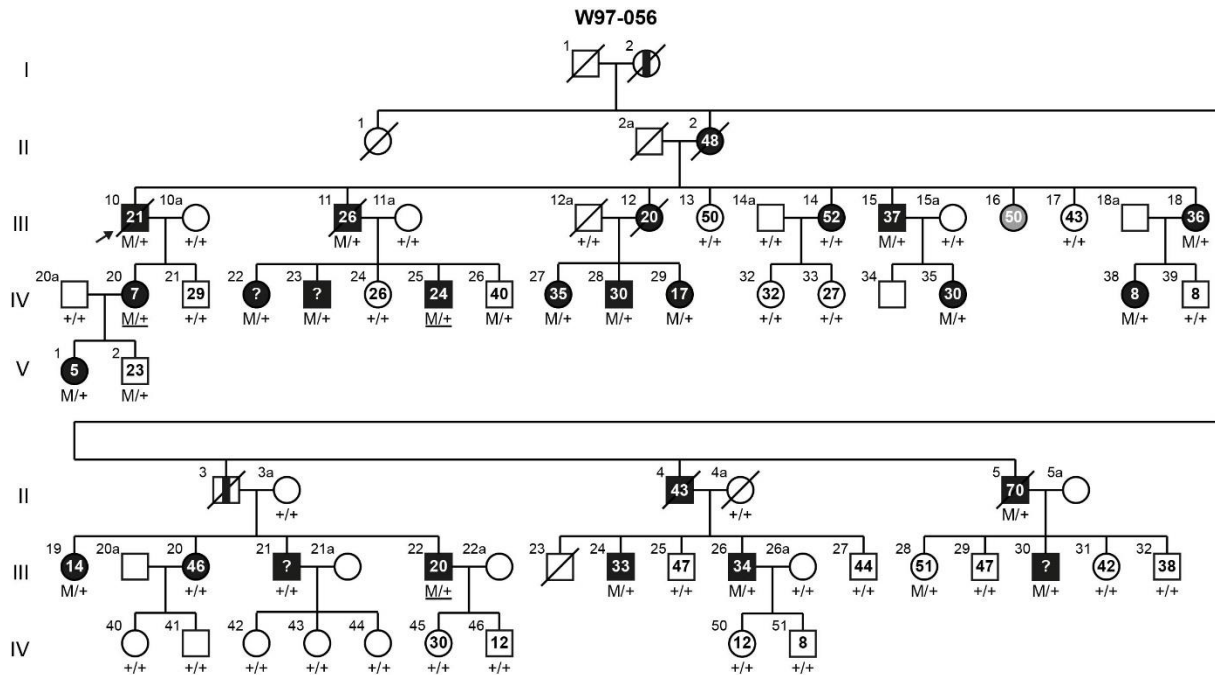 W97-056
1 2
I
1 2a 2
II 48
10 10a 11 11a 12a 12 13 14a 14 15 15a 16 17 18a 18
III 21 26 20 50 52 37 50 43 36
M/+ +/+ M/+ +/+ +/+ +/+ +/+ +/+ M/+ +/+ +/+ M/+
20a 20 21 22 23 24 25 26 27 28 29 32 33 34 35 38 39
IV 7 29 ? ? 26 24 40 35 30 17 32 27 30 8 8
+/+ M/+ +/+ M/+ M/+ +/+ M/+ M/+ M/+ M/+ M/+ +/+ +/+ M/+ M/+ +/+
1 2
V 5 23
M/+ M/+
3 3a 4 4a 5 5a
II 43 70
+/+ +/+ M/+
19 20a 20 21 21a 22 22a 23 24 25 26 26a 27 28 29 30 31 32
III 14 46 ? 20 33 47 34 44 51 47 ? 42 38
M/+ +/+ +/+ M/+ M/+ +/+ M/+ +/+ M/+ +/+ M/+ +/+ +/+
40 41 42 43 44 45 46 50 51
IV 30 12 12 8
+/+ +/+ +/+ +/+ +/+ +/+ +/+ +/+ +/+